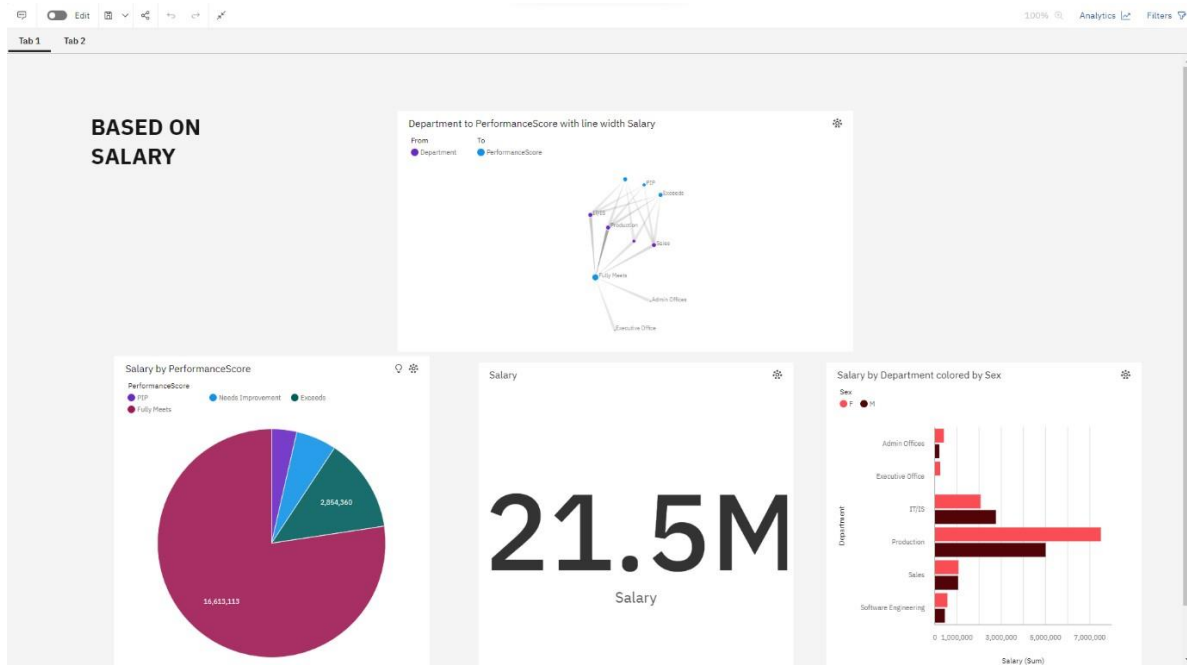 Edit
100%
Analytics
Filters
Tab 1
Tab 2
BASED ON
SALARY
Department to PerformanceScore with line width Salary
From
To
Department
PerformanceScore
PIP
Exceeds
IT/IS
Production
Sales
Fully Meets
Admin Offices
Executive Office
Salary by PerformanceScore
PerformanceScore
PIP
Needs Improvement
Exceeds
Fully Meets
2,854,360
16,613,113
Salary
21.5M
Salary
Salary by Department colored by Sex
Sex
F
M
Department
Admin Offices
Executive Office
IT/IS
Production
Sales
Software Engineering
0 1,000,000 3,000,000 5,000,000 7,000,000
Salary (Sum)